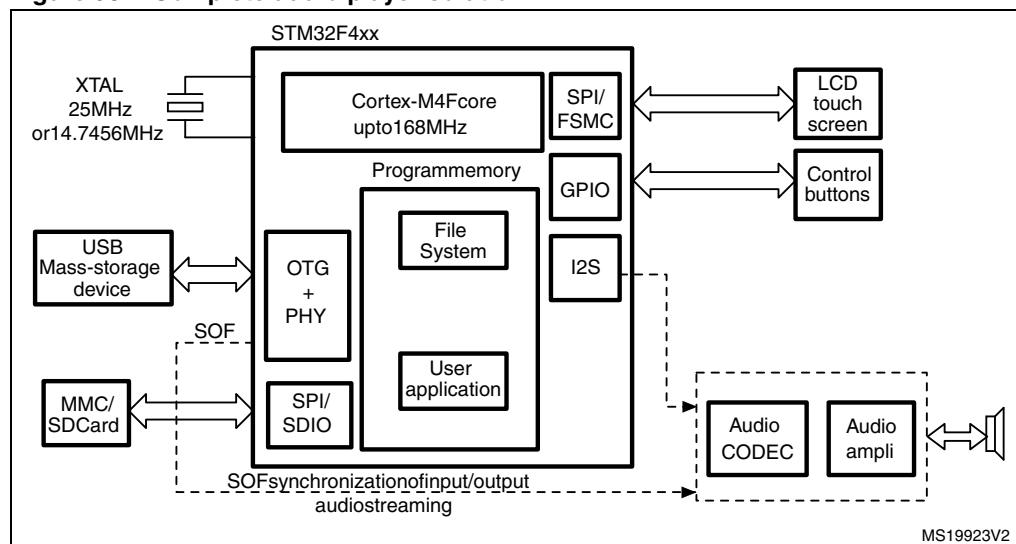 STM32F4xx
XTAL
25MHz
or14.7456MHz
Cortex-M4Fcore
upto168MHz
SPI/
FSMC
LCD
touch
screen
Programmemory
GPIO
Control
buttons
File
System
I2S
USB
Mass-storage
device
OTG
+
PHY
SOF
User
application
MMC/
SDCard
SPI/
SDIO
Audio
CODEC
Audio
ampli
SOFsynchronizationofinput/output
audiostreaming
MS19923V2